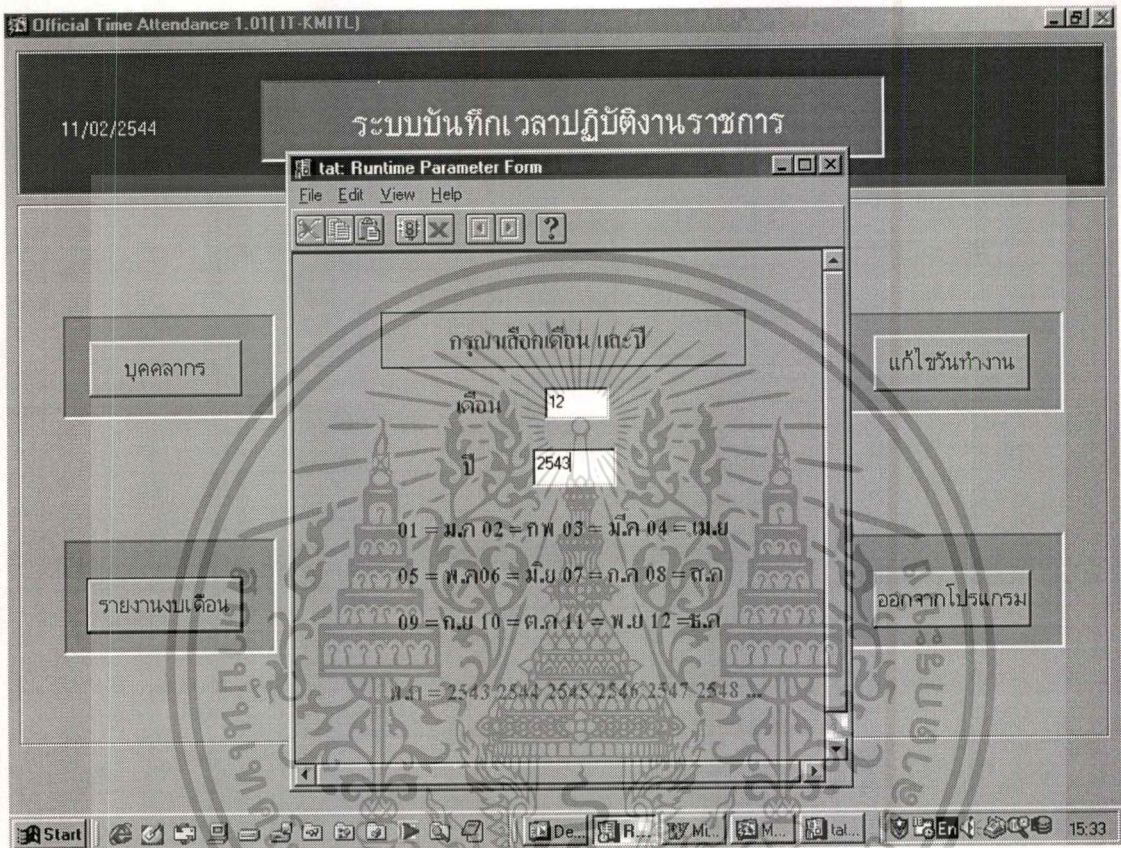 Official Time Attendance 1.01( IT-KMITL)
11/02/2544
ระบบบันทึกเวลาปฏิบัติงานราชการ
tat: Runtime Parameter Form
File Edit View Help
กรุณาเลือกเดือน และปี
เดือน 12
ปี 2543
01 = ม.ค 02 = ก.พ 03 = มี.ค 04 = เม.ย
05 = พ.ค06 = มิ.ย 07 = ก.ค 08 = ส.ค
09 = ก.ย 10 = ต.ค 11 = พ.ย 12 =ธ.ค
= 2543 2544 2545 2546 2547 2548 ...
บุคคลากร
แก้ไขวันทำงาน
รายงานงบเดือน
ออกจากโปรแกรม
Start De... R... Mi... M... tal... En 15:33